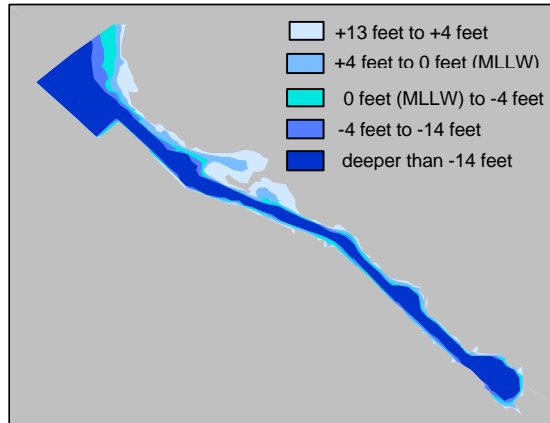 +13 feet to +4 feet
+4 feet to 0 feet (MLLW)
0 feet (MLLW) to -4 feet
-4 feet to -14 feet
deeper than -14 feet